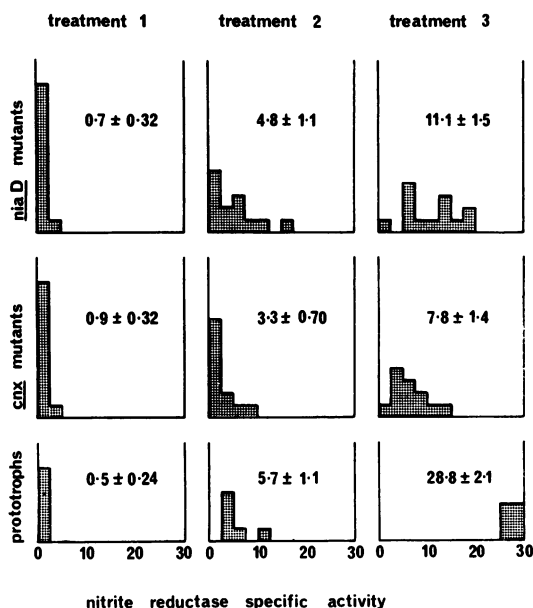 treatment 1 treatment 2 treatment 3
nia D mutants
0·7 ± 0·32 4·8 ± 1·1 11·1 ± 1·5
cnx mutants
0·9 ± 0·32 3·3 ± 0·70 7·8 ± 1·4
prototrophs
0·5 ± 0·24 5·7 ± 1·1 28·8 ± 2·1
0 10 20 30 0 10 20 30 0 10 20 30
nitrite reductase specific activity